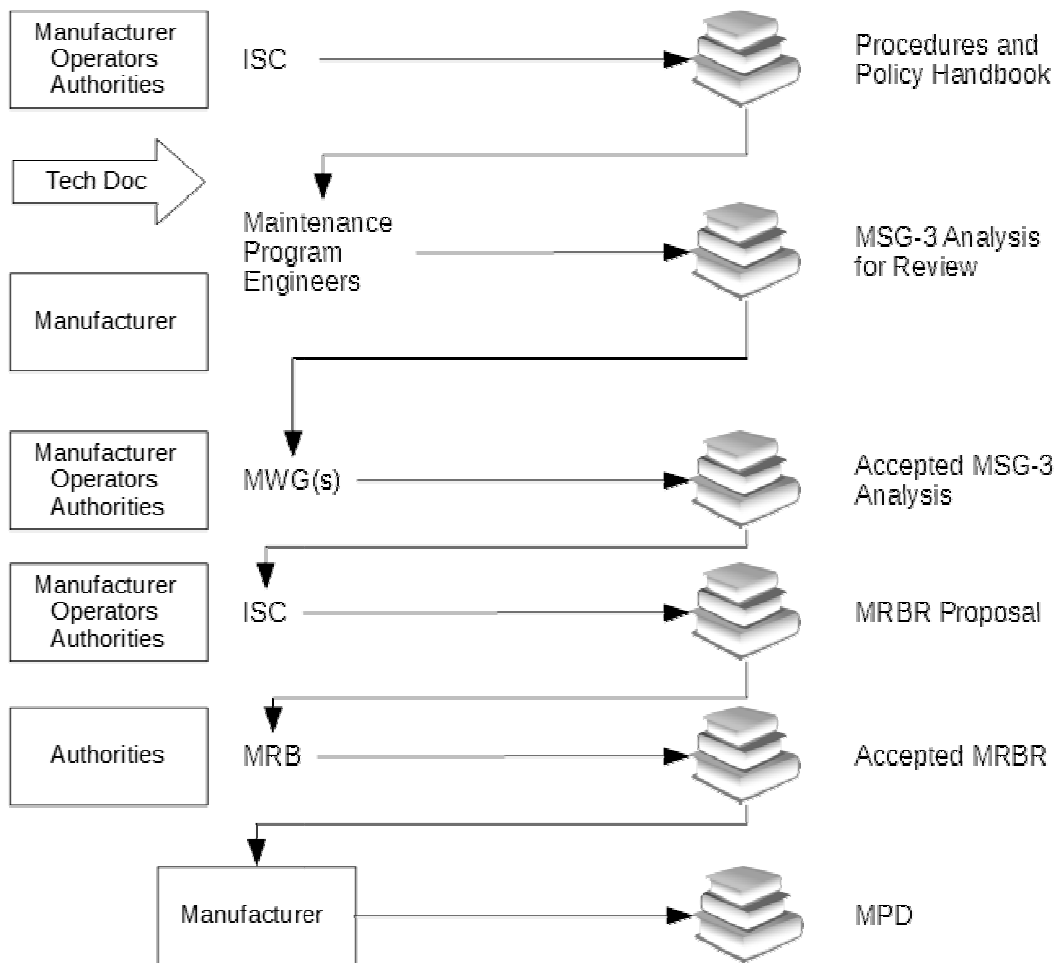 Manufacturer
Operators
Authorities
ISC
Procedures and
Policy Handbook
Tech Doc
Maintenance
Program
Engineers
MSG-3 Analysis
for Review
Manufacturer
Manufacturer
Operators
Authorities
MWG(s)
Accepted MSG-3
Analysis
Manufacturer
Operators
Authorities
ISC
MRBR Proposal
Authorities
MRB
Accepted MRBR
Manufacturer
MPD